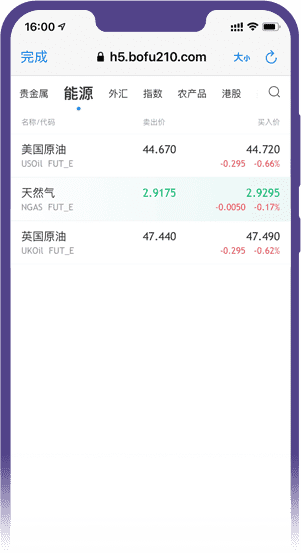 16:00
完成 h5.bofu210.com 大小
贵金属 能源 外汇 指数 农产品 港股
名称/代码 卖出价 买入价
美国原油 44.670 44.720
USOil FUT_E -0.295 -0.66%
天然气 2.9175 2.9295
NGAS FUT_E -0.0050 -0.17%
英国原油 47.440 47.490
UKOil FUT_E -0.295 -0.62%